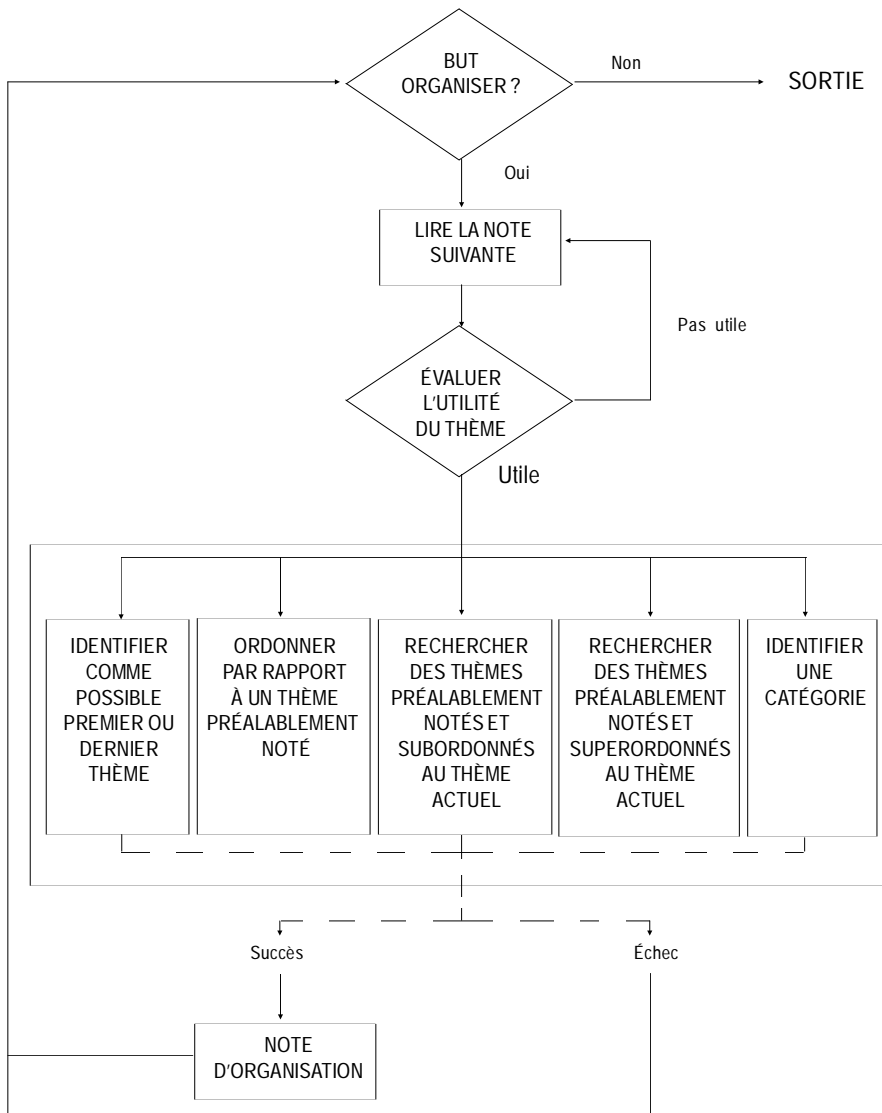 BUT
ORGANISER ?
Non
SORTIE
Oui
LIRE LA NOTE
SUIVANTE
Pas utile
ÉVALUER
L'UTILITÉ
DU THÈME
Utile
IDENTIFIER
COMME
POSSIBLE
PREMIER OU
DERNIER
THÈME
ORDONNER
PAR RAPPORT
À UN THÈME
PRÉALABLEMENT
NOTÉ
RECHERCHER
DES THÈMES
PRÉALABLEMENT
NOTÉS ET
SUBORDONNÉS
AU THÈME
ACTUEL
RECHERCHER
DES THÈMES
PRÉALABLEMENT
NOTÉS ET
SUPERORDONNÉS
AU THÈME
ACTUEL
IDENTIFIER
UNE
CATÉGORIE
Succès
Échec
NOTE
D'ORGANISATION